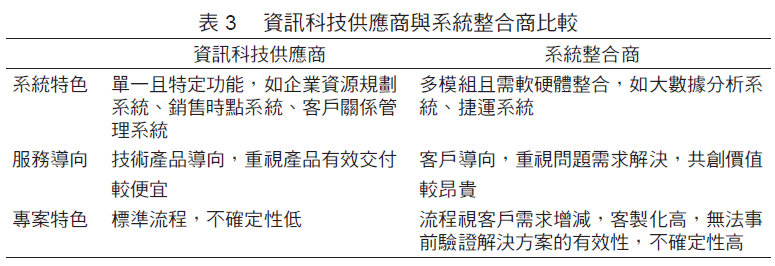 表 3 資訊科技供應商與系統整合商比較
資訊科技供應商 系統整合商
系統特色 單一且特定功能，如企業資源規劃 多模組且需軟硬體整合，如大數據分析系
系統、銷售時點系統、客戶關係管 統、捷運系統
理系統
服務導向 技術產品導向，重視產品有效交付 客戶導向，重視問題需求解決，共創價值
較便宜 較昂貴
專案特色 標準流程，不確定性低 流程視客戶需求增減，客製化高，無法事
前驗證解決方案的有效性，不確定性高